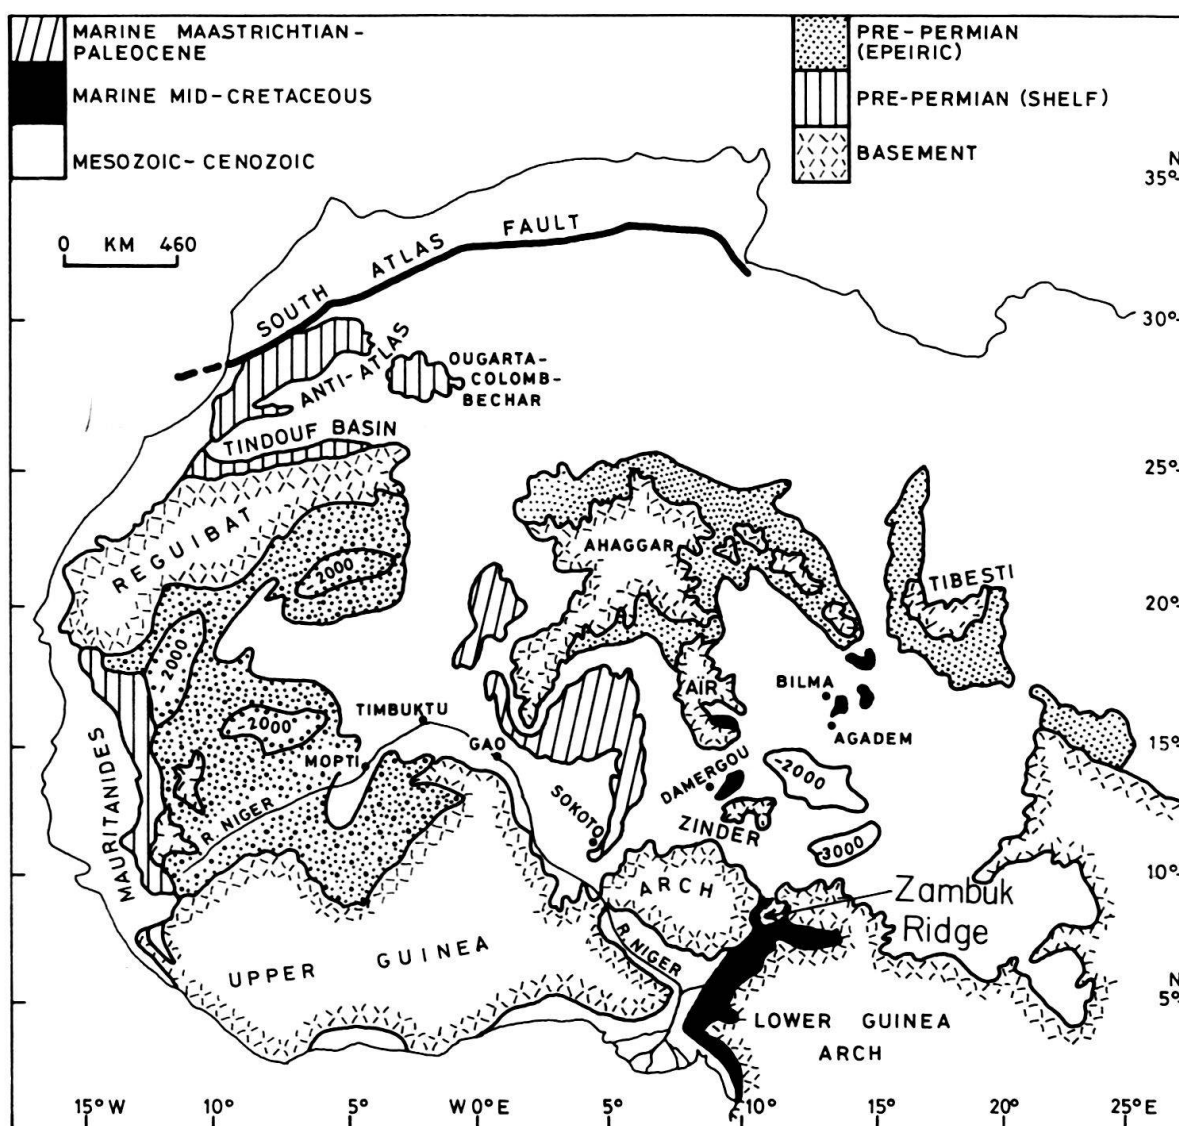 MARINE MAASTRICHTIAN-
PALEOCENE
MARINE MID-CRETACEOUS
MESOZOIC-CENOZOIC
PRE-PERMIAN
(EPEIRIC)
PRE-PERMIAN (SHELF)
BASEMENT
N
35°
0 KM 460
SOUTH ATLAS FAULT
30°
ANTI-ATLAS
OUGARTA-
COLOMB-
BECHAR
TINDOUF BASIN
25°
REGUIBAT
2000
AHAGGAR
TIBESTI
20°
-2000
AIR
BILMA
AGADEM
TIMBUKTU
2000
GAO
MOPTI
15°
MAURITANIDES
R. NIGER
SOKOTO
DAMERGOU
-2000
ZINDER
-3000
10°
ARCH
Zambuk
Ridge
R. NIGER
UPPER GUINEA
N
5°
LOWER GUINEA
ARCH
15° W
10°
5°
W 0° E
5°
10°
15°
20°
25° E